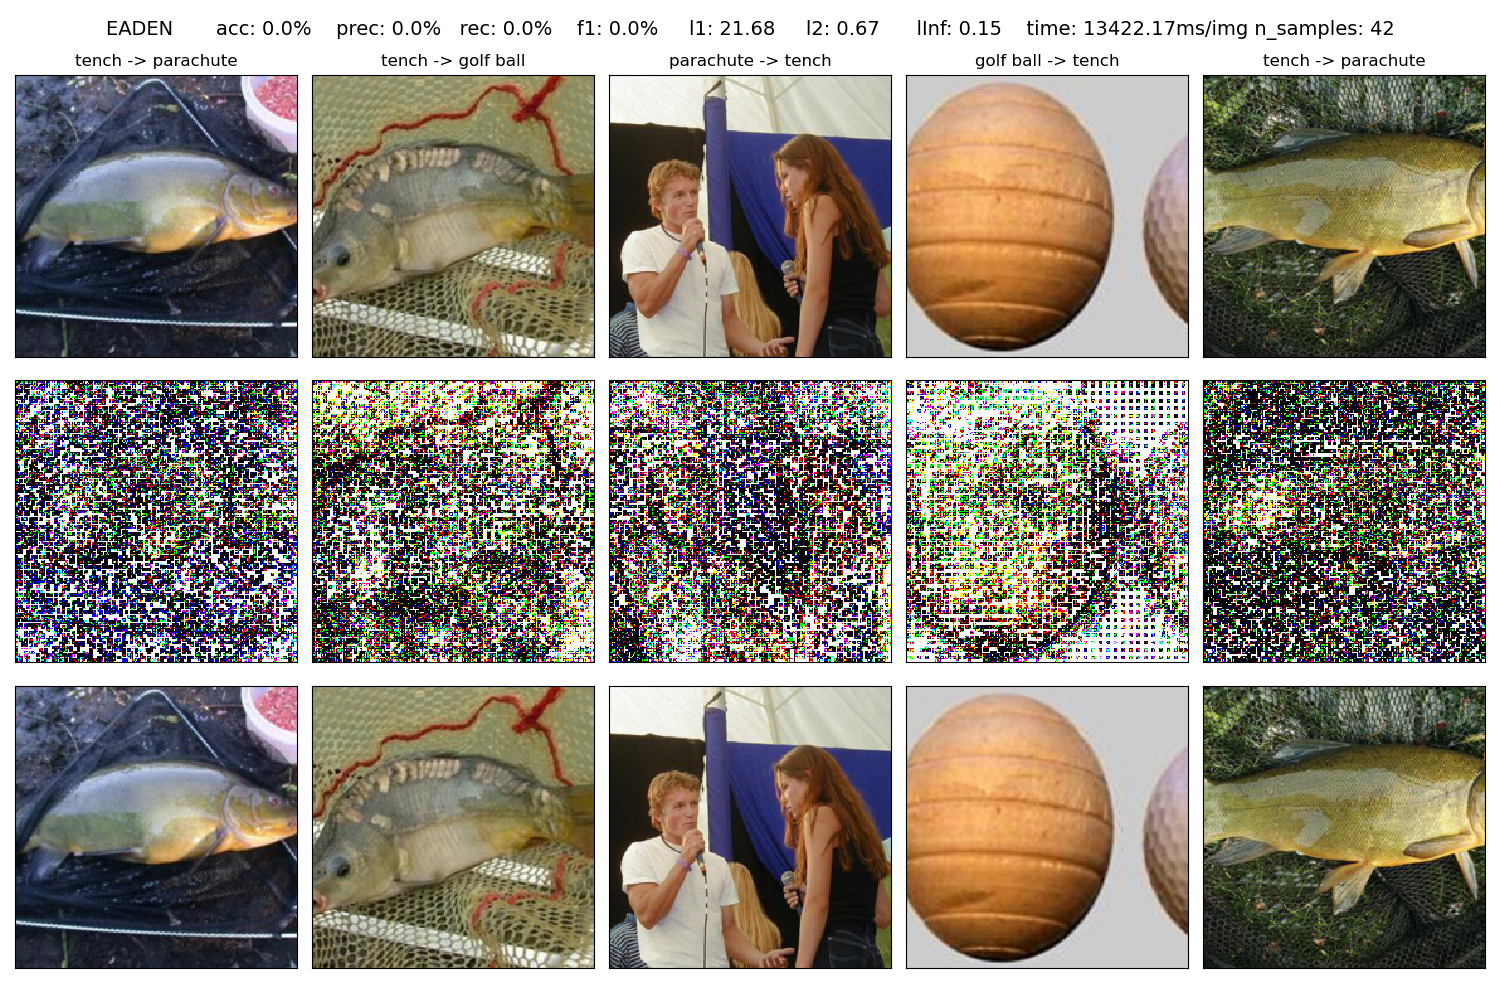 EADEN acc: 0.0% prec: 0.0% rec: 0.0% f1: 0.0% l1: 21.68 l2: 0.67 lInf: 0.15 time: 13422.17ms/img n_samples: 42
tench -> parachute
tench -> golf ball
parachute -> tench
golf ball -> tench
tench -> parachute